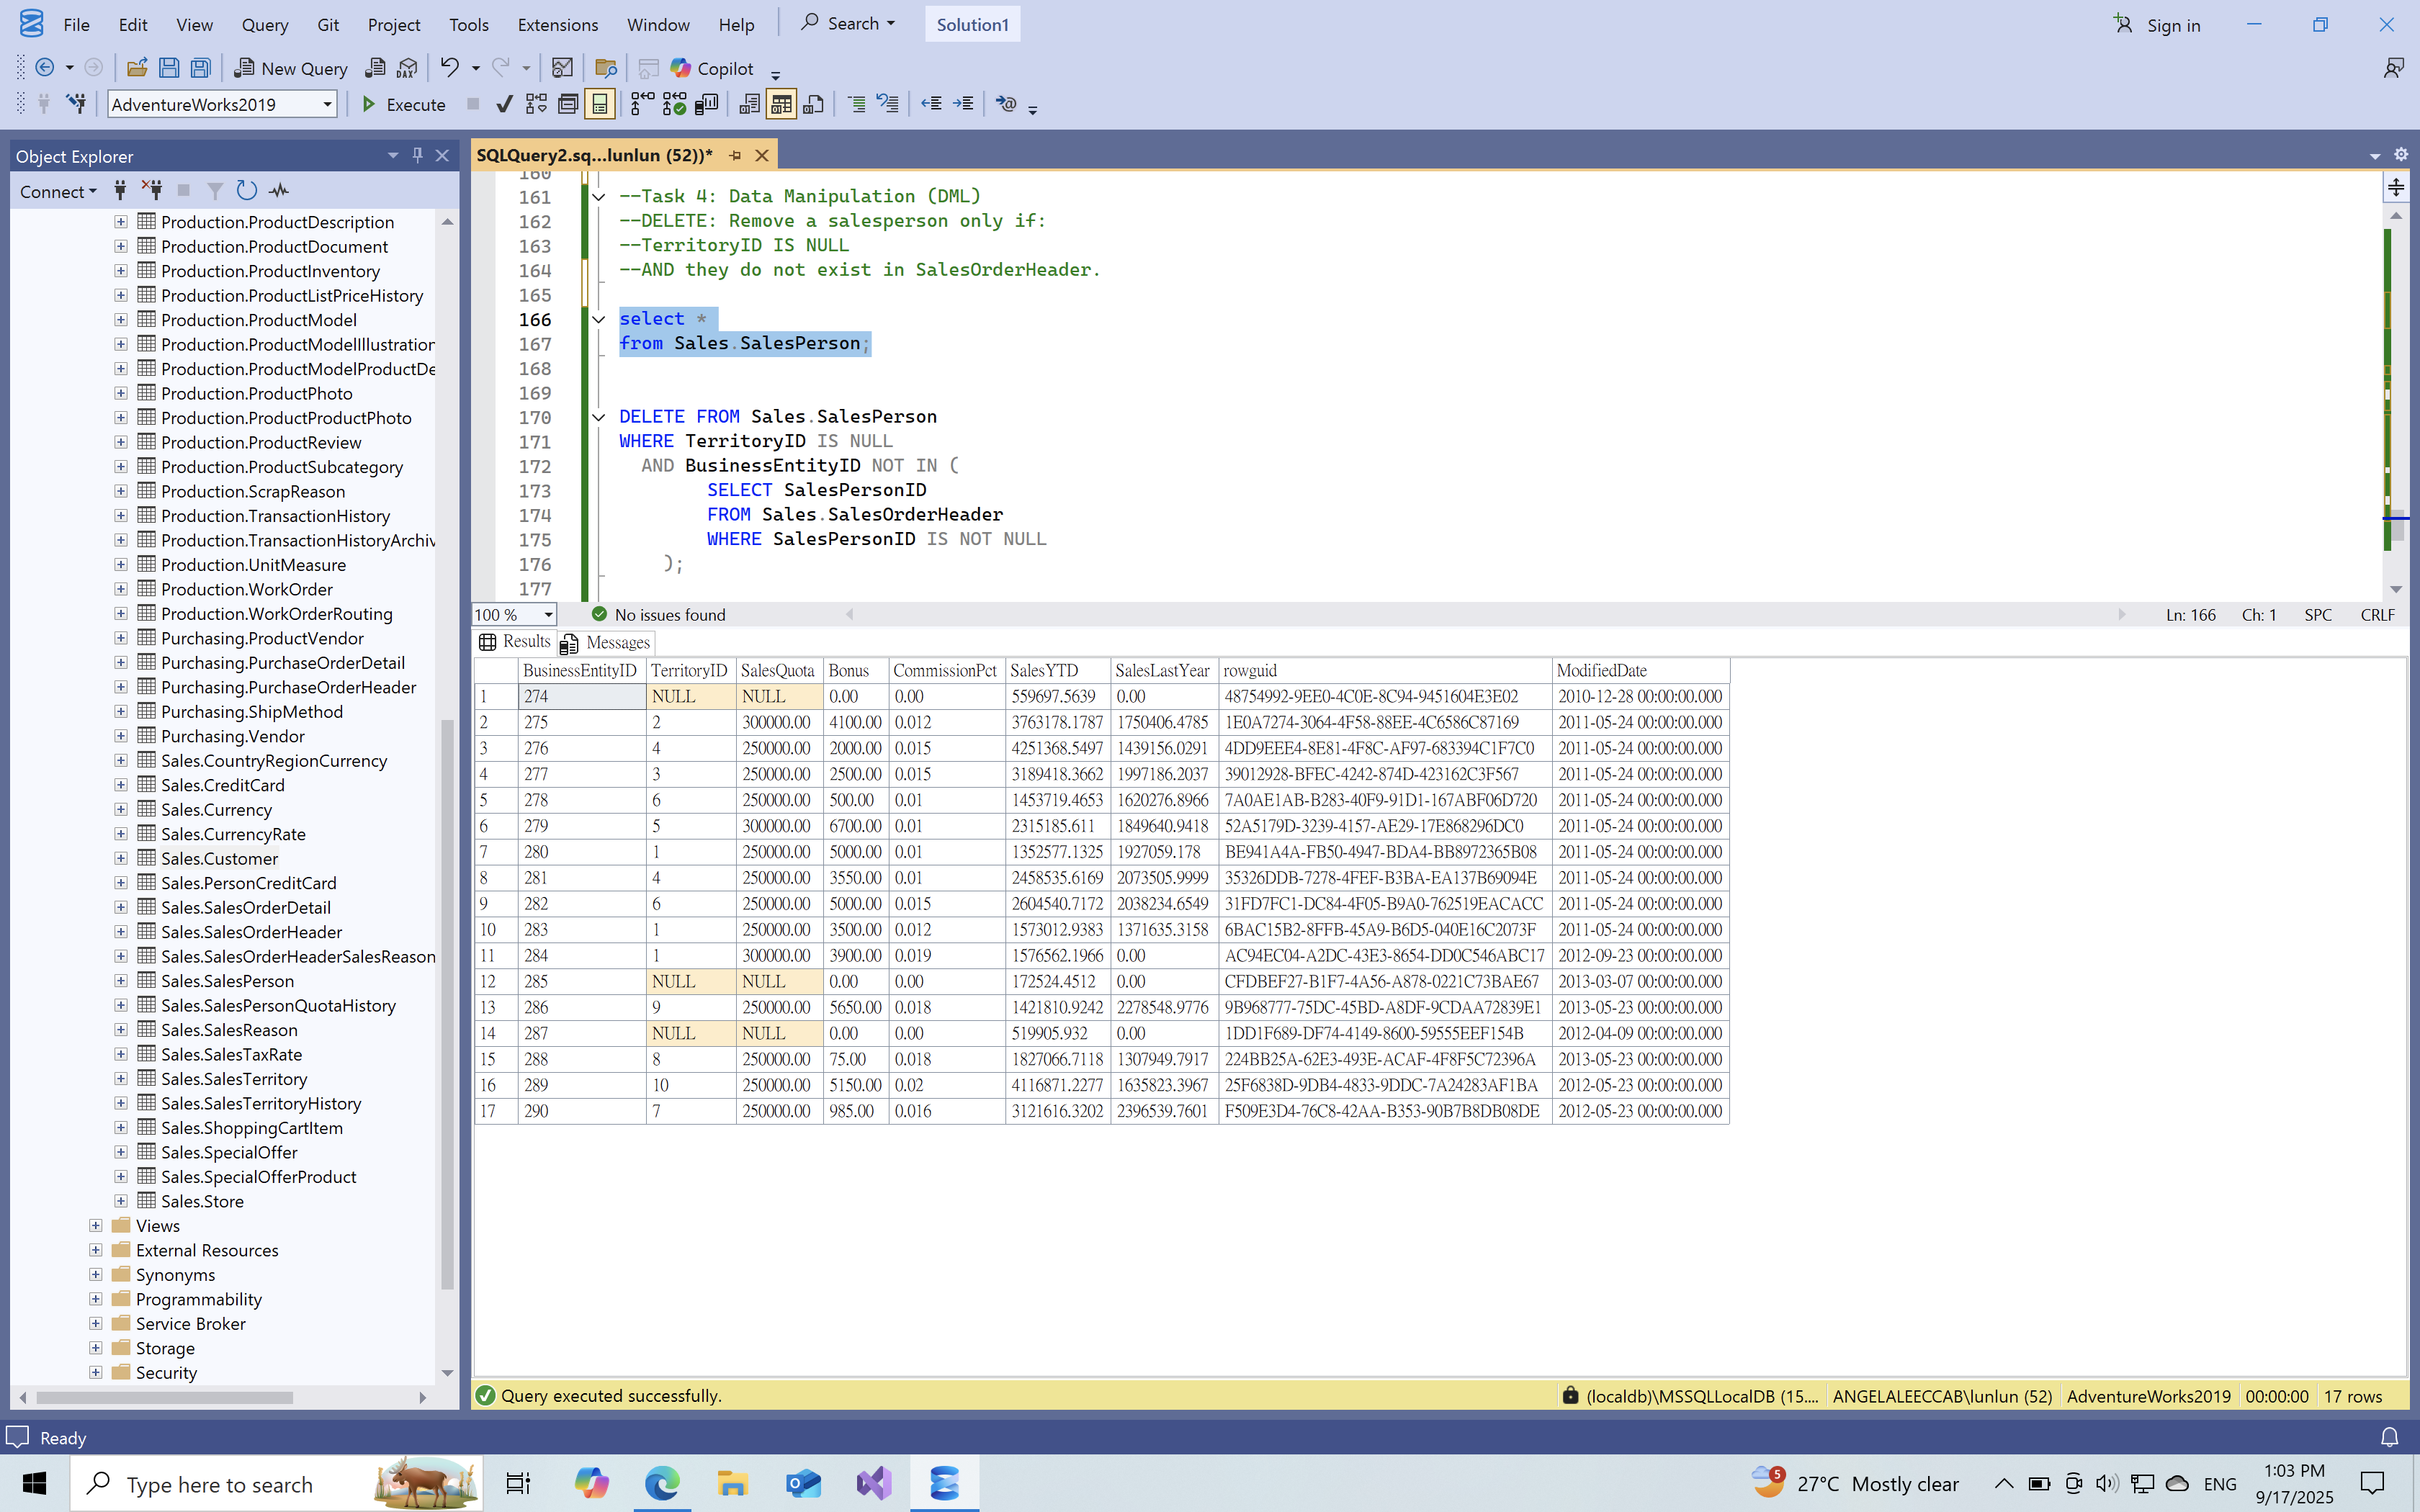 File Edit View Query Git Project Tools Extensions Window Help Search Solution1 Sign in
New Query DAX Copilot
AdventureWorks2019 Execute
Object Explorer
Connect
Production.ProductDescription
Production.ProductDocument
Production.ProductInventory
Production.ProductListPriceHistory
Production.ProductModel
Production.ProductModelIllustration
Production.ProductModelProductDe
Production.ProductPhoto
Production.ProductProductPhoto
Production.ProductReview
Production.ProductSubcategory
Production.ScrapReason
Production.TransactionHistory
Production.TransactionHistoryArchiv
Production.UnitMeasure
Production.WorkOrder
Production.WorkOrderRouting
Purchasing.ProductVendor
Purchasing.PurchaseOrderDetail
Purchasing.PurchaseOrderHeader
Purchasing.ShipMethod
Purchasing.Vendor
Sales.CountryRegionCurrency
Sales.CreditCard
Sales.Currency
Sales.CurrencyRate
Sales.Customer
Sales.PersonCreditCard
Sales.SalesOrderDetail
Sales.SalesOrderHeader
Sales.SalesOrderHeaderSalesReason
Sales.SalesPerson
Sales.SalesPersonQuotaHistory
Sales.SalesReason
Sales.SalesTaxRate
Sales.SalesTerritory
Sales.SalesTerritoryHistory
Sales.ShoppingCartItem
Sales.SpecialOffer
Sales.SpecialOfferProduct
Sales.Store
Views
External Resources
Synonyms
Programmability
Service Broker
Storage
Security
SQLQuery2.sq...lunlun (52))*
160
161 --Task 4: Data Manipulation (DML)
162 --DELETE: Remove a salesperson only if:
163 --TerritoryID IS NULL
164 --AND they do not exist in SalesOrderHeader.
165
166 select *
167 from Sales.SalesPerson;
168
169
170 DELETE FROM Sales.SalesPerson
171 WHERE TerritoryID IS NULL
172 AND BusinessEntityID NOT IN (
173 SELECT SalesPersonID
174 FROM Sales.SalesOrderHeader
175 WHERE SalesPersonID IS NOT NULL
176 );
177
100 % No issues found Ln: 166 Ch: 1 SPC CRLF
Results Messages
BusinessEntityID TerritoryID SalesQuota Bonus CommissionPct SalesYTD SalesLastYear rowguid ModifiedDate
1 274 NULL NULL 0.00 0.00 559697.5639 0.00 48754992-9EE0-4C0E-8C94-9451604E3E02 2010-12-28 00:00:00.000
2 275 2 300000.00 4100.00 0.012 3763178.1787 1750406.4785 1E0A7274-3064-4F58-88EE-4C6586C87169 2011-05-24 00:00:00.000
3 276 4 250000.00 2000.00 0.015 4251368.5497 1439156.0291 4DD9EEE4-8E81-4F8C-AF97-683394C1F7C0 2011-05-24 00:00:00.000
4 277 3 250000.00 2500.00 0.015 3189418.3662 1997186.2037 39012928-BFEC-4242-874D-423162C3F567 2011-05-24 00:00:00.000
5 278 6 250000.00 500.00 0.01 1453719.4653 1620276.8966 7A0AE1AB-B283-40F9-91D1-167ABF06D720 2011-05-24 00:00:00.000
6 279 5 300000.00 6700.00 0.01 2315185.611 1849640.9418 52A5179D-3239-4157-AE29-17E868296DC0 2011-05-24 00:00:00.000
7 280 1 250000.00 5000.00 0.01 1352577.1325 1927059.178 BE941A4A-FB50-4947-BDA4-BB8972365B08 2011-05-24 00:00:00.000
8 281 4 250000.00 3550.00 0.01 2458535.6169 2073505.9999 35326DDB-7278-4FEF-B3BA-EA137B69094E 2011-05-24 00:00:00.000
9 282 6 250000.00 5000.00 0.015 2604540.7172 2038234.6549 31FD7FC1-DC84-4F05-B9A0-762519EACACC 2011-05-24 00:00:00.000
10 283 1 250000.00 3500.00 0.012 1573012.9383 1371635.3158 6BAC15B2-8FFB-45A9-B6D5-040E16C2073F 2011-05-24 00:00:00.000
11 284 1 300000.00 3900.00 0.019 1576562.1966 0.00 AC94EC04-A2DC-43E3-8654-DD0C546ABC17 2012-09-23 00:00:00.000
12 285 NULL NULL 0.00 0.00 172524.4512 0.00 CFDBEF27-B1F7-4A56-A878-0221C73BAE67 2013-03-07 00:00:00.000
13 286 9 250000.00 5650.00 0.018 1421810.9242 2278548.9776 9B968777-75DC-45BD-A8DF-9CDAA72839E1 2013-05-23 00:00:00.000
14 287 NULL NULL 0.00 0.00 519905.932 0.00 1DD1F689-DF74-4149-8600-59555EEF154B 2012-04-09 00:00:00.000
15 288 8 250000.00 75.00 0.018 1827066.7118 1307949.7917 224BB25A-62E3-493E-ACAF-4F8F5C72396A 2013-05-23 00:00:00.000
16 289 10 250000.00 5150.00 0.02 4116871.2277 1635823.3967 25F6838D-9DB4-4833-9DDC-7A24283AF1BA 2012-05-23 00:00:00.000
17 290 7 250000.00 985.00 0.016 3121616.3202 2396539.7601 F509E3D4-76C8-42AA-B353-90B7B8DB08DE 2012-05-23 00:00:00.000
Query executed successfully. (localdb)\MSSQLLocalDB (15.... ANGELALEECCAB\lunlun (52) AdventureWorks2019 00:00:00 17 rows
Ready
Type here to search 5 27°C Mostly clear ENG 1:03 PM
9/17/2025